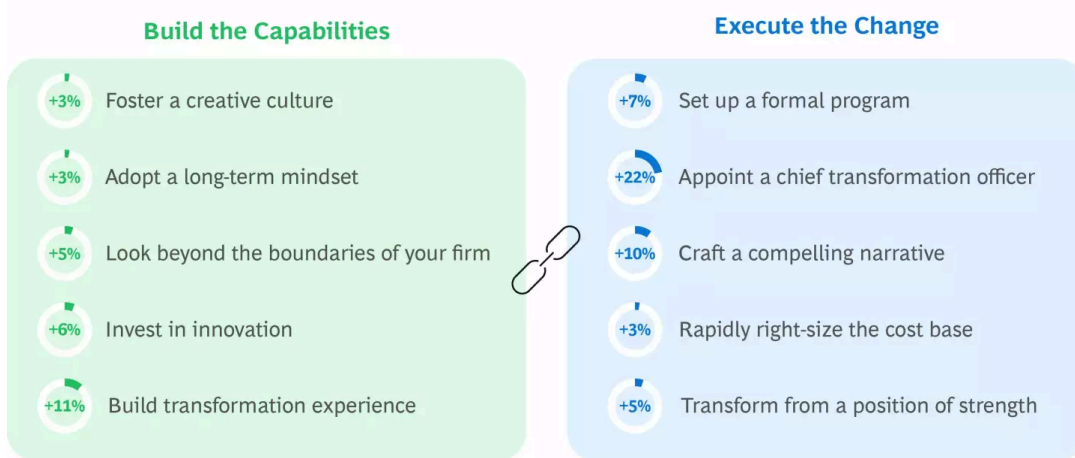 Build the Capabilities
+3% Foster a creative culture
+3% Adopt a long-term mindset
+5% Look beyond the boundaries of your firm
+6% Invest in innovation
+11% Build transformation experience
Execute the Change
+7% Set up a formal program
+22% Appoint a chief transformation officer
+10% Craft a compelling narrative
+3% Rapidly right-size the cost base
+5% Transform from a position of strength